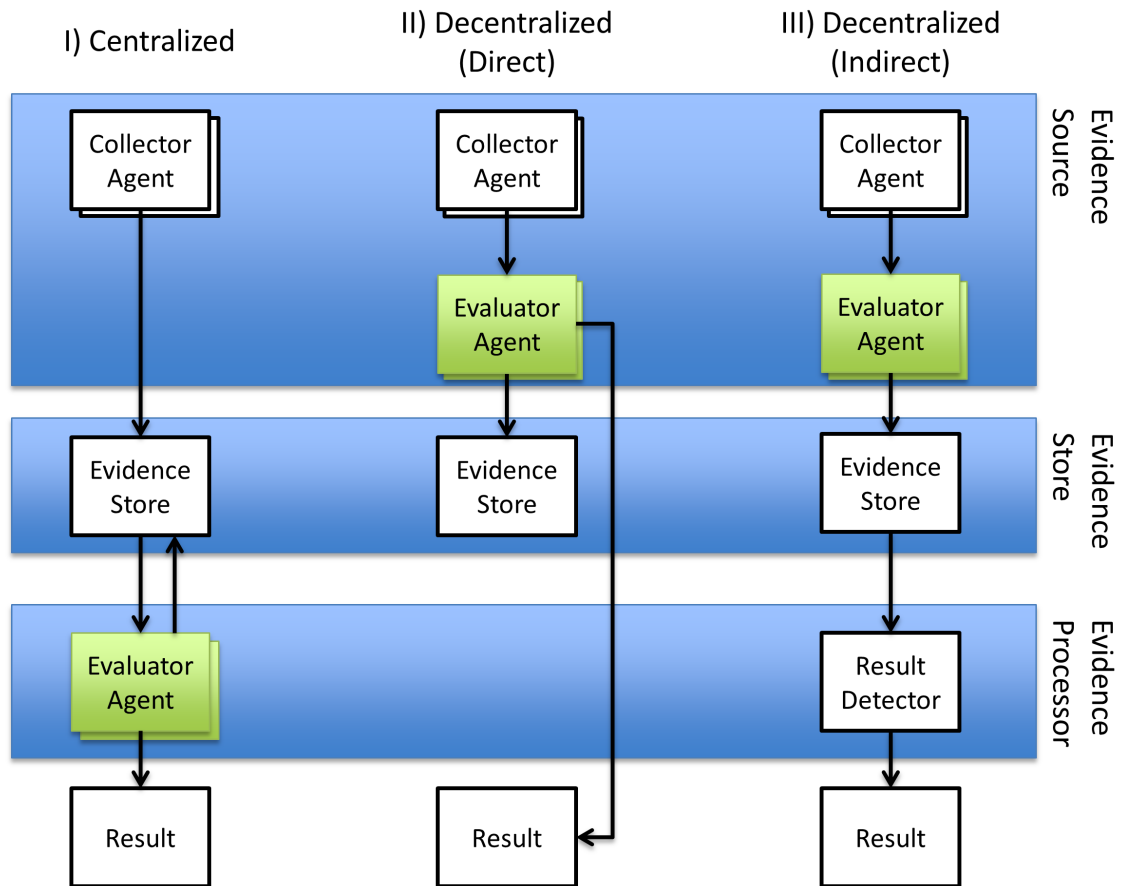 I) Centralized
II) Decentralized
(Direct)
III) Decentralized
(Indirect)
Collector
Agent
Collector
Agent
Collector
Agent
Evidence
Source
Evaluator
Agent
Evaluator
Agent
Evidence
Store
Evidence
Store
Evidence
Store
Evidence
Store
Evaluator
Agent
Result
Detector
Evidence
Processor
Result
Result
Result